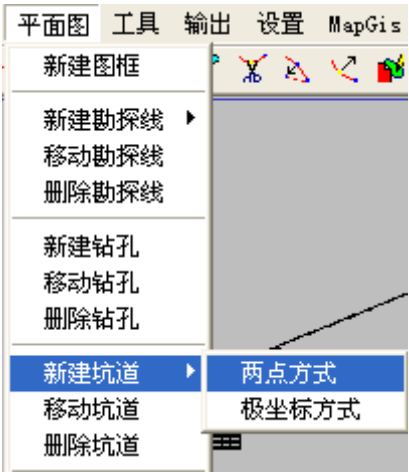 平面图 工具 输出 设置 MapGis
新建图框
新建勘探线
移动勘探线
删除勘探线
新建钻孔
移动钻孔
删除钻孔
新建坑道 两点方式
移动坑道 极坐标方式
删除坑道